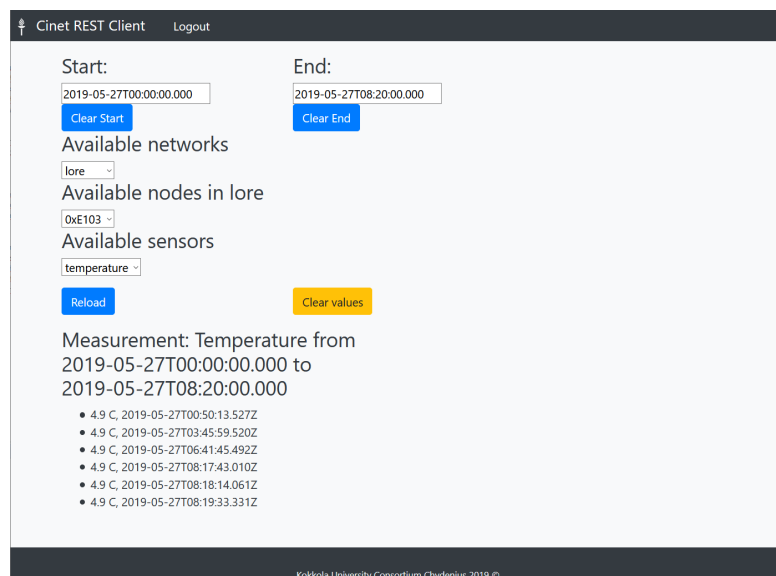 Cinet REST Client Logout
Start: End:
2019-05-27T00:00:00.000 2019-05-27T08:20:00.000
Clear Start Clear End
Available networks
lore
Available nodes in lore
0xE103
Available sensors
temperature
Reload Clear values
Measurement: Temperature from
2019-05-27T00:00:00.000 to
2019-05-27T08:20:00.000
4.9 C, 2019-05-27T00:50:13.527Z
4.9 C, 2019-05-27T03:45:59.520Z
4.9 C, 2019-05-27T06:41:45.492Z
4.9 C, 2019-05-27T08:17:43.010Z
4.9 C, 2019-05-27T08:18:14.061Z
4.9 C, 2019-05-27T08:19:33.331Z
Kokkola University Consortium Chydenius 2019 ©